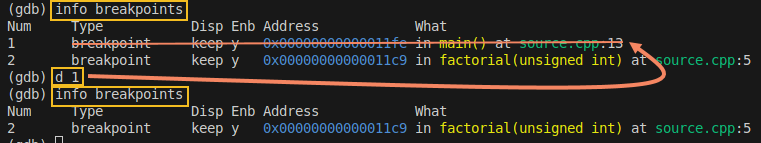 (gdb) info breakpoints
Num     Type           Disp Enb Address            What
1       breakpoint     keep y   0x00000000000011fe in main() at source.cpp:13
2       breakpoint     keep y   0x00000000000011c9 in factorial(unsigned int) at source.cpp:5
(gdb) d 1
(gdb) info breakpoints
Num     Type           Disp Enb Address            What
2       breakpoint     keep y   0x00000000000011c9 in factorial(unsigned int) at source.cpp:5
(gdb)